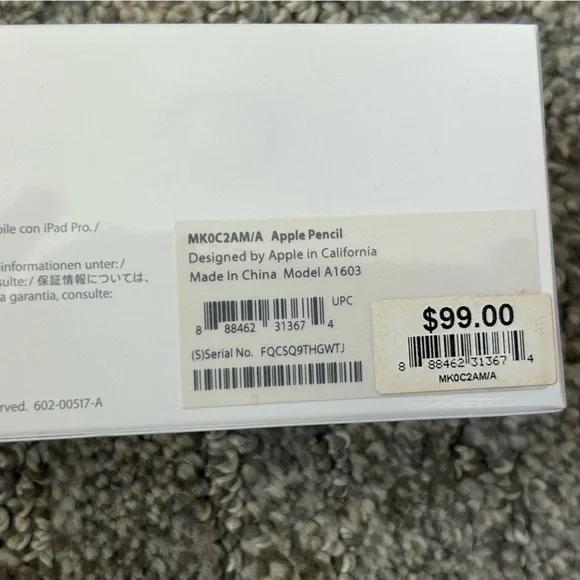 bile con iPad Pro. /
informationen unter: /
sulte: / 保証情報については、
a garantia, consulte:
rved. 602-00517-A
MK0C2AM/A Apple Pencil
Designed by Apple in California
Made In China Model A1603
UPC
8 88462 31367 4
(S)Serial No. FQCSQ9THGWTJ
$99.00
8 88462 31367 4
MK0C2AM/A